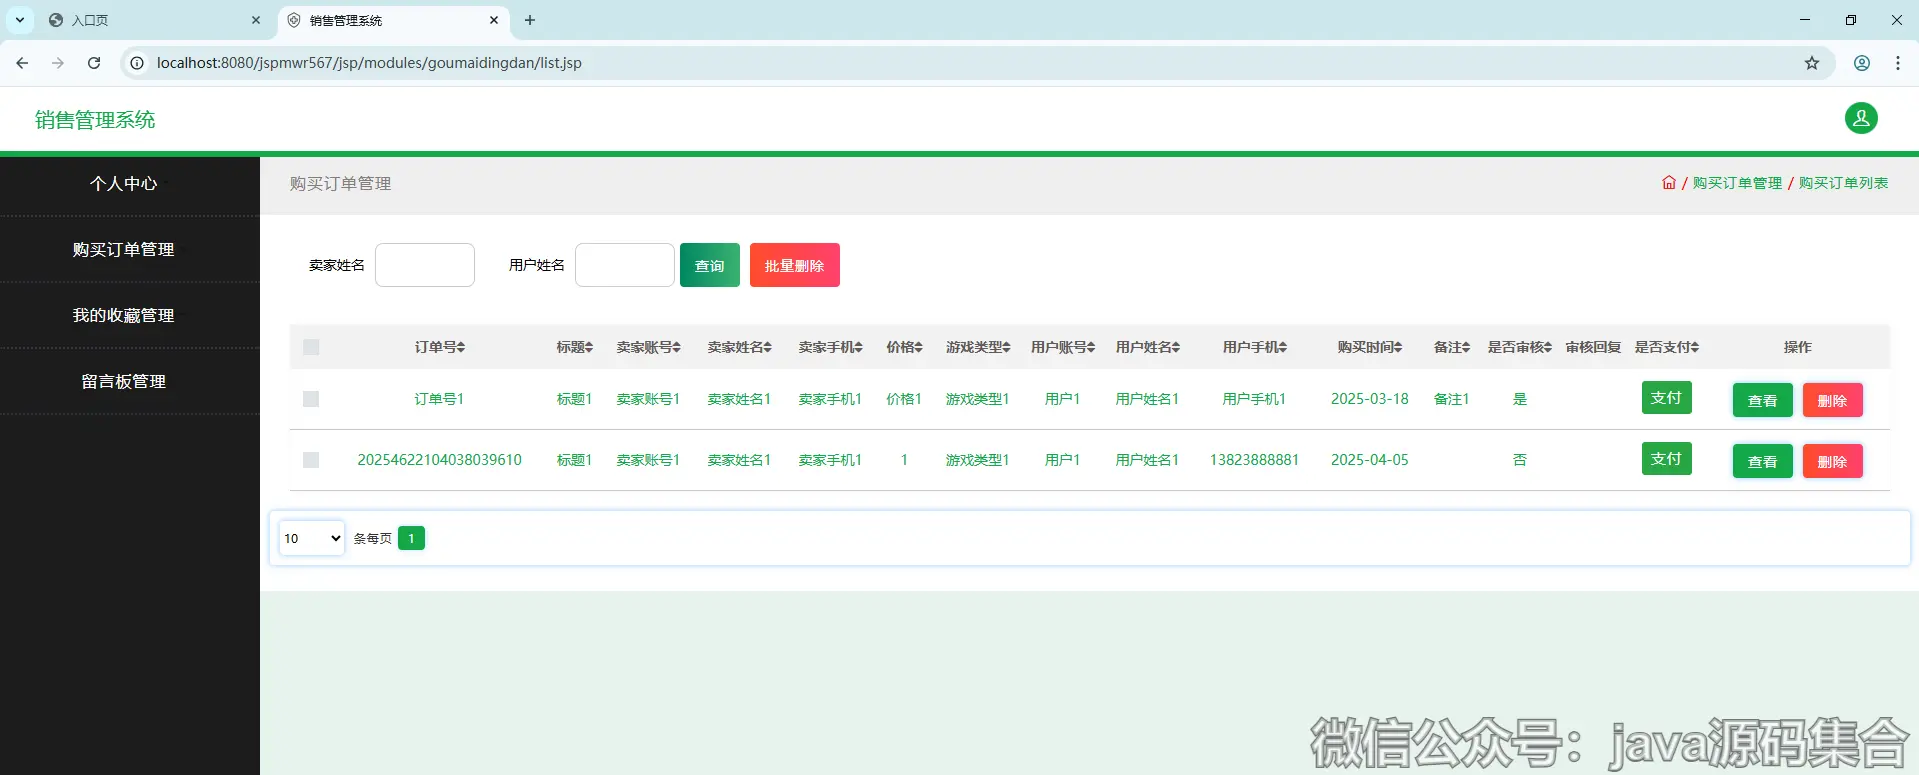 入口页
销售管理系统
localhost:8080/jspmwr567/jsp/modules/goumaidingdan/list.jsp
销售管理系统
个人中心
购买订单管理
我的收藏管理
留言板管理
购买订单管理
/ 购买订单管理 / 购买订单列表
卖家姓名 用户姓名 查询 批量删除
订单号 标题 卖家账号 卖家姓名 卖家手机 价格 游戏类型 用户账号 用户姓名 用户手机 购买时间 备注 是否审核 审核回复 是否支付 操作
订单号1 标题1 卖家账号1 卖家姓名1 卖家手机1 价格1 游戏类型1 用户1 用户姓名1 用户手机1 2025-03-18 备注1 是 支付 查看 删除
20254622104038039610 标题1 卖家账号1 卖家姓名1 卖家手机1 1 游戏类型1 用户1 用户姓名1 13823888881 2025-04-05 否 支付 查看 删除
10 条每页 1
微信公众号：java源码集合